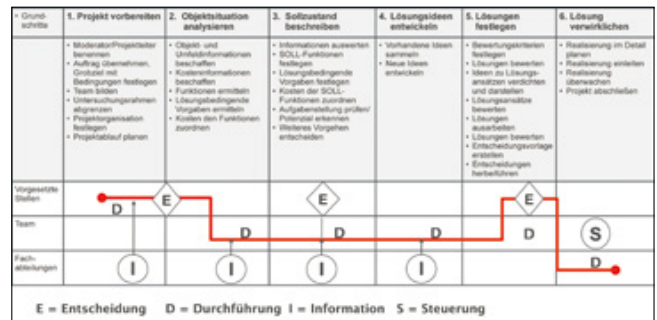 • Grund-
schritte
1. Projekt vorbereiten
2. Objektsituation
analysieren
3. Sollzustand
beschreiben
4. Lösungsideen
entwickeln
5. Lösungen
festlegen
6. Lösung
verwirklichen
• Moderator/Projektleiter
benennen
• Auftrag übernehmen,
Grobziel mit
Bedingungen festlegen
• Team bilden
• Untersuchungsrahmen
abgrenzen
• Projektorganisation
festlegen
• Projektablauf planen
• Objekt- und
Umfeldinformationen
beschaffen
• Kosteninformationen
beschaffen
• Funktionen ermitteln
• Lösungsbedingende
Vorgaben ermitteln
• Kosten den Funktionen
zuordnen
• Informationen auswerten
• SOLL-Funktionen
festlegen
• Lösungsbedingende
Vorgaben festlegen
• Kosten der SOLL-
Funktionen zuordnen
• Aufgabenstellung prüfen/
Potenzial erkennen
• Weiteres Vorgehen
entscheiden
• Vorhandene Ideen
sammeln
• Neue Ideen
entwickeln
• Bewertungskriterien
festlegen
• Lösungen bewerten
• Ideen zu Lösungs-
ansätzen verdichten
und darstellen
• Lösungsansätze
bewerten
• Lösungen
ausarbeiten
• Lösungen bewerten
• Entscheidungsvorlage
erstellen
• Entscheidungen
herbeiführen
• Realisierung im Detail
planen
• Realisierung einleiten
• Realisierung
überwachen
• Projekt abschließen
Vorgesetzte
Stellen
D
E
E
E
Team
D
D
D
D
S
Fach-
abteilungen
I
I
I
I
D
E = Entscheidung D = Durchführung I = Information S = Steuerung